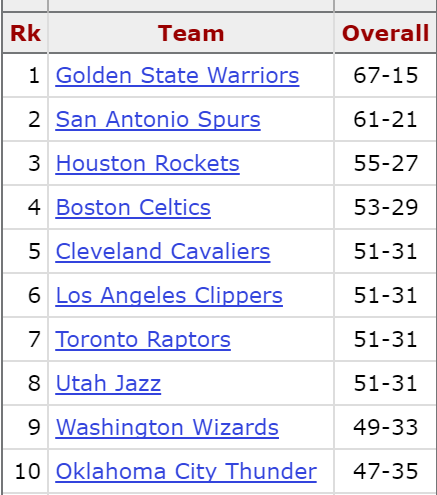 Rk Team Overall
1 Golden State Warriors 67-15
2 San Antonio Spurs 61-21
3 Houston Rockets 55-27
4 Boston Celtics 53-29
5 Cleveland Cavaliers 51-31
6 Los Angeles Clippers 51-31
7 Toronto Raptors 51-31
8 Utah Jazz 51-31
9 Washington Wizards 49-33
10 Oklahoma City Thunder 47-35